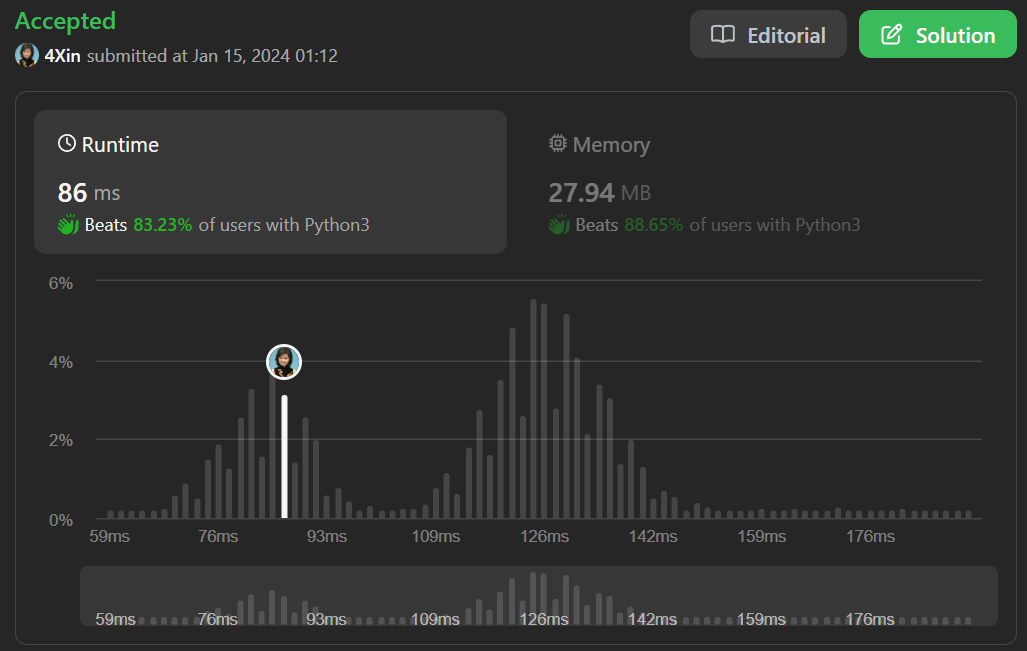 Accepted
4Xin submitted at Jan 15, 2024 01:12
Editorial
Solution
Runtime
86 ms
Beats 83.23% of users with Python3
Memory
27.94 MB
Beats 88.65% of users with Python3
6%
4%
2%
0%
59ms 76ms 93ms 109ms 126ms 142ms 159ms 176ms
59ms 76ms 93ms 109ms 126ms 142ms 159ms 176ms